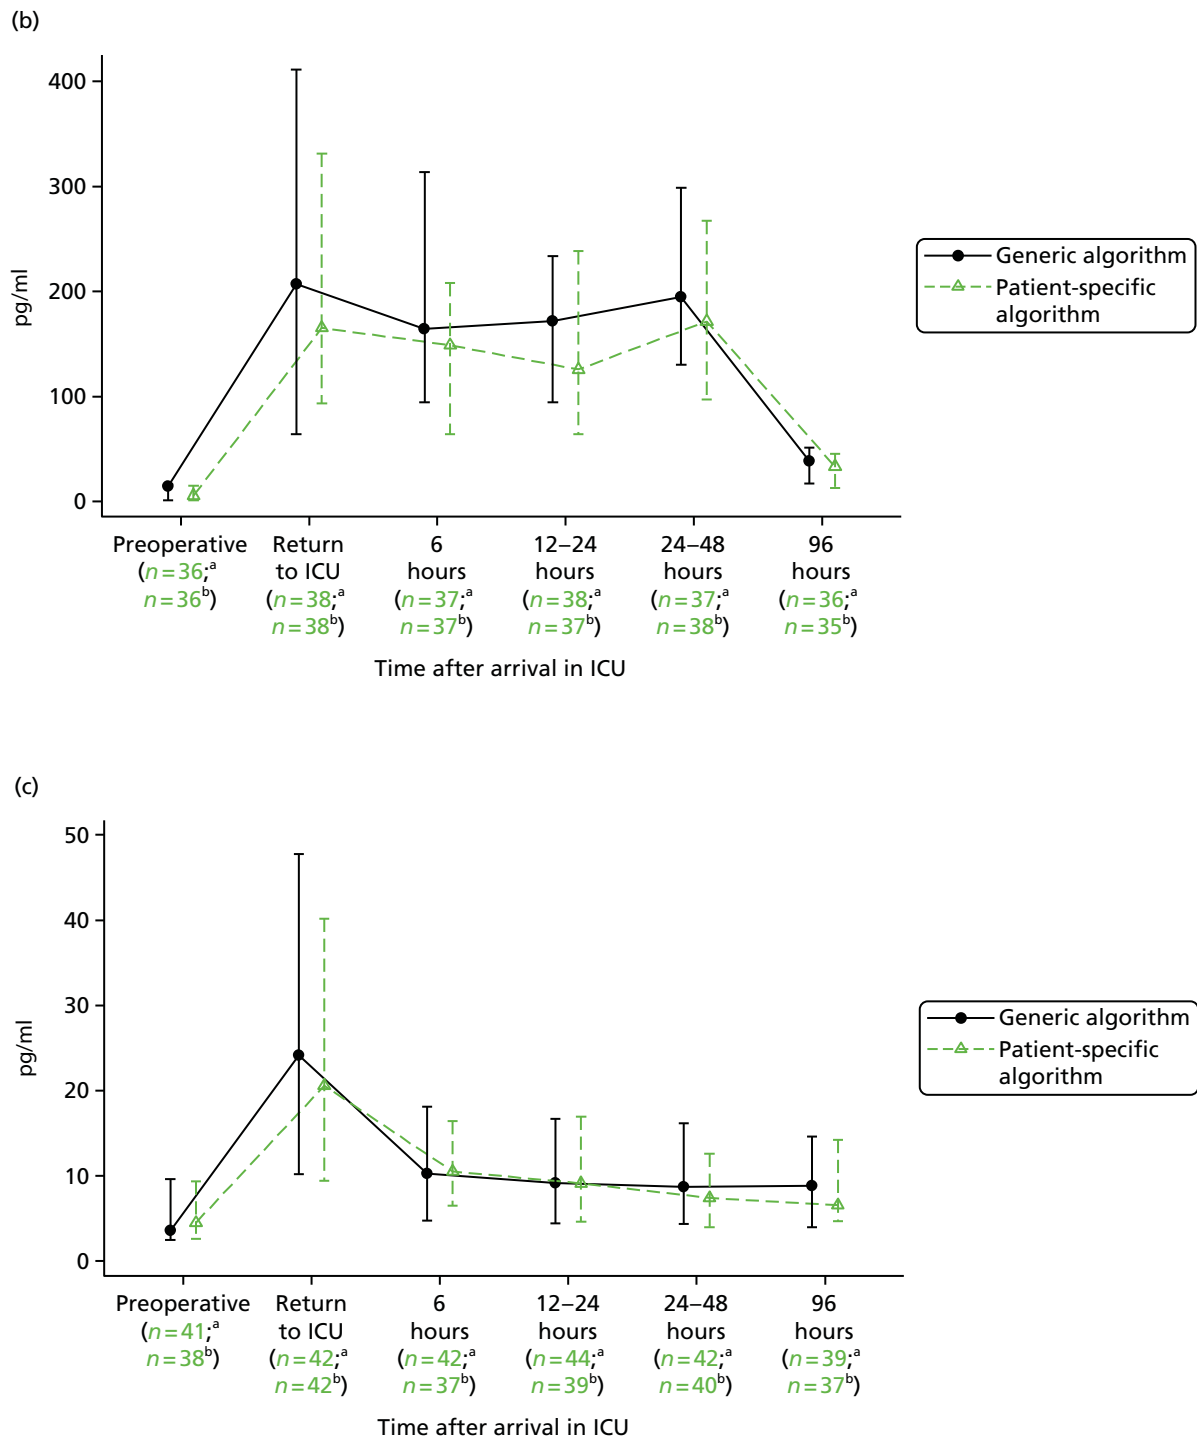 (b)
400
300
200
100
0
pg/ml
Generic algorithm
Patient-specific
algorithm
Preoperative
(n=36;a
n=36b)
Return
to ICU
(n=38;a
n=38b)
6
hours
(n=37;a
n=37b)
12–24
hours
(n=38;a
n=37b)
24–48
hours
(n=37;a
n=38b)
96
hours
(n=36;a
n=35b)
Time after arrival in ICU
(c)
50
40
30
20
10
0
pg/ml
Generic algorithm
Patient-specific
algorithm
Preoperative
(n=41;a
n=38b)
Return
to ICU
(n=42;a
n=42b)
6
hours
(n=42;a
n=37b)
12–24
hours
(n=44;a
n=39b)
24–48
hours
(n=42;a
n=40b)
96
hours
(n=39;a
n=37b)
Time after arrival in ICU